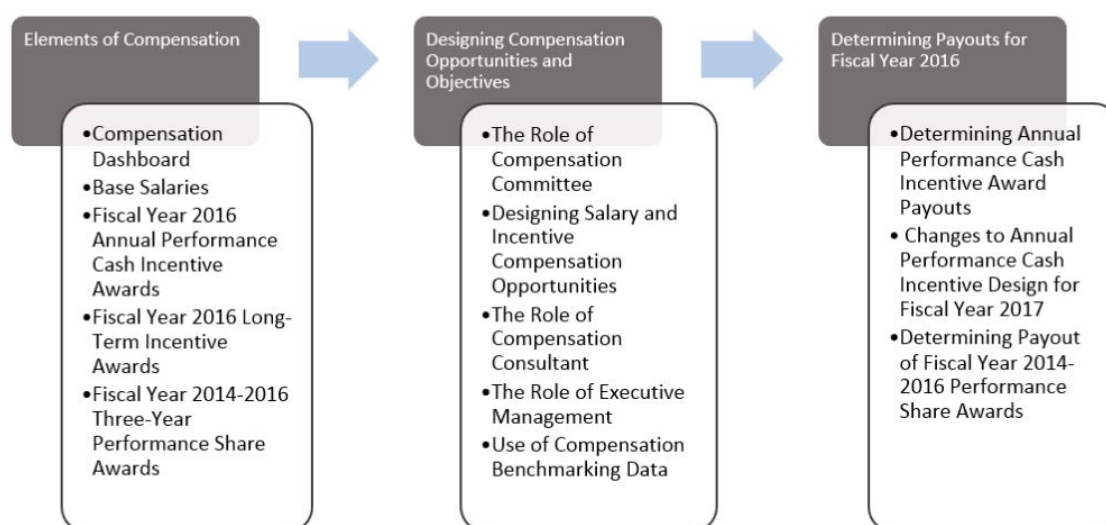 Elements of Compensation
•Compensation
Dashboard
•Base Salaries
•Fiscal Year 2016
Annual Performance
Cash Incentive
Awards
•Fiscal Year 2016 Long-
Term Incentive
Awards
•Fiscal Year 2014-2016
Three-Year
Performance Share
Awards
Designing Compensation
Opportunities and
Objectives
•The Role of
Compensation
Committee
•Designing Salary and
Incentive
Compensation
Opportunities
•The Role of
Compensation
Consultant
•The Role of Executive
Management
•Use of Compensation
Benchmarking Data
Determining Payouts for
Fiscal Year 2016
•Determining Annual
Performance Cash
Incentive Award
Payouts
• Changes to Annual
Performance Cash
Incentive Design for
Fiscal Year 2017
•Determining Payout
of Fiscal Year 2014-
2016 Performance
Share Awards